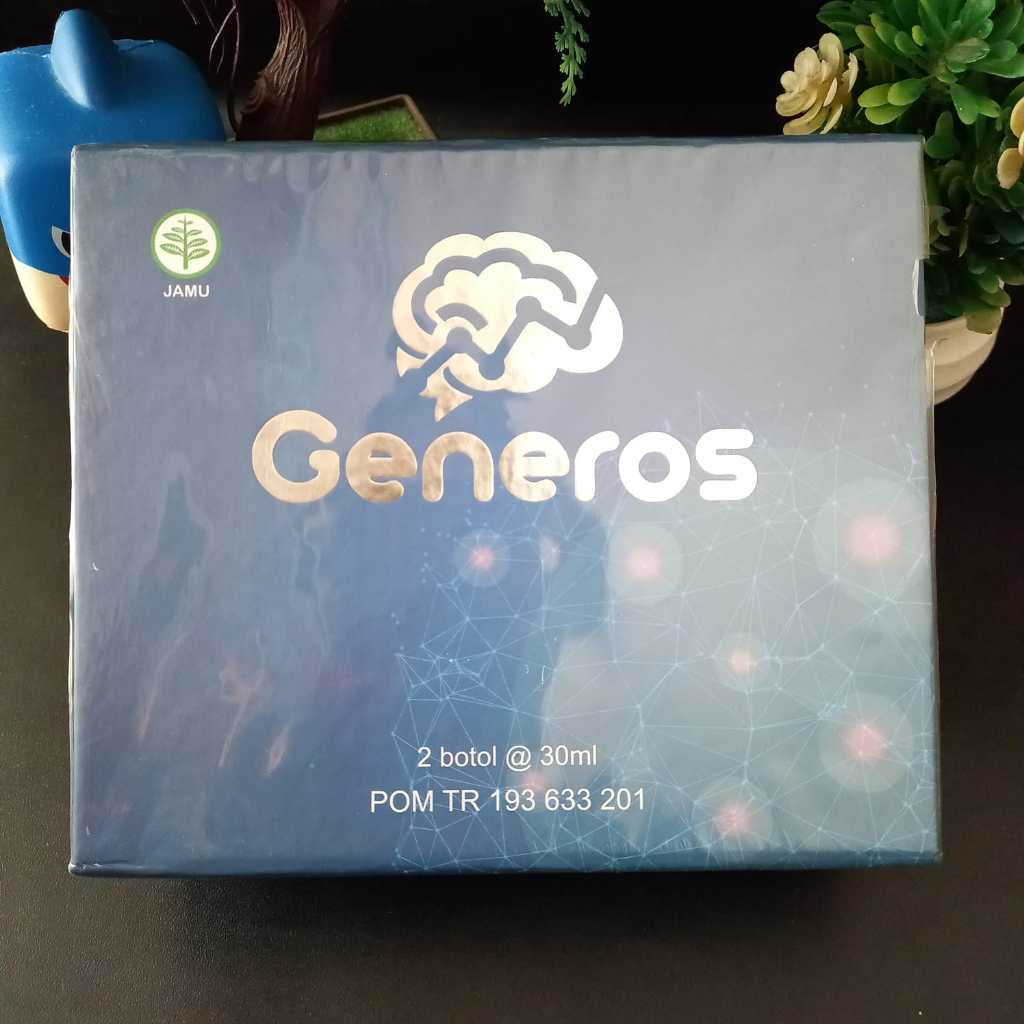 JAMU
Generos
2 botol @ 30ml
POM TR 193 633 201